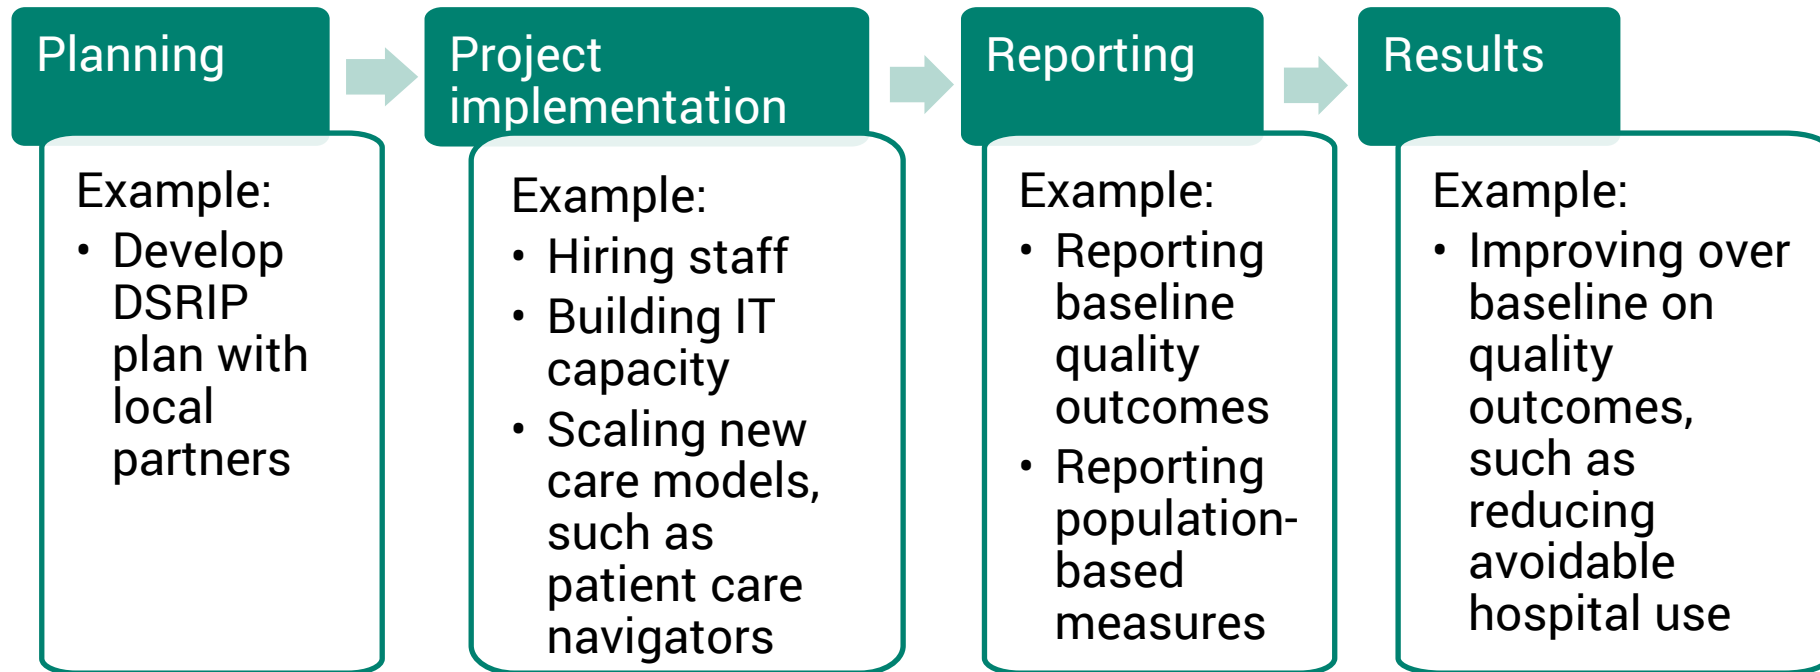 Planning
Example:
• Develop
DSRIP
plan with
local
partners
Project
implementation
Example:
• Hiring staff
• Building IT
capacity
• Scaling new
care models,
such as
patient care
navigators
Reporting
Example:
• Reporting
baseline
quality
outcomes
• Reporting
population-
based
measures
Results
Example:
• Improving over
baseline on
quality
outcomes,
such as
reducing
avoidable
hospital use